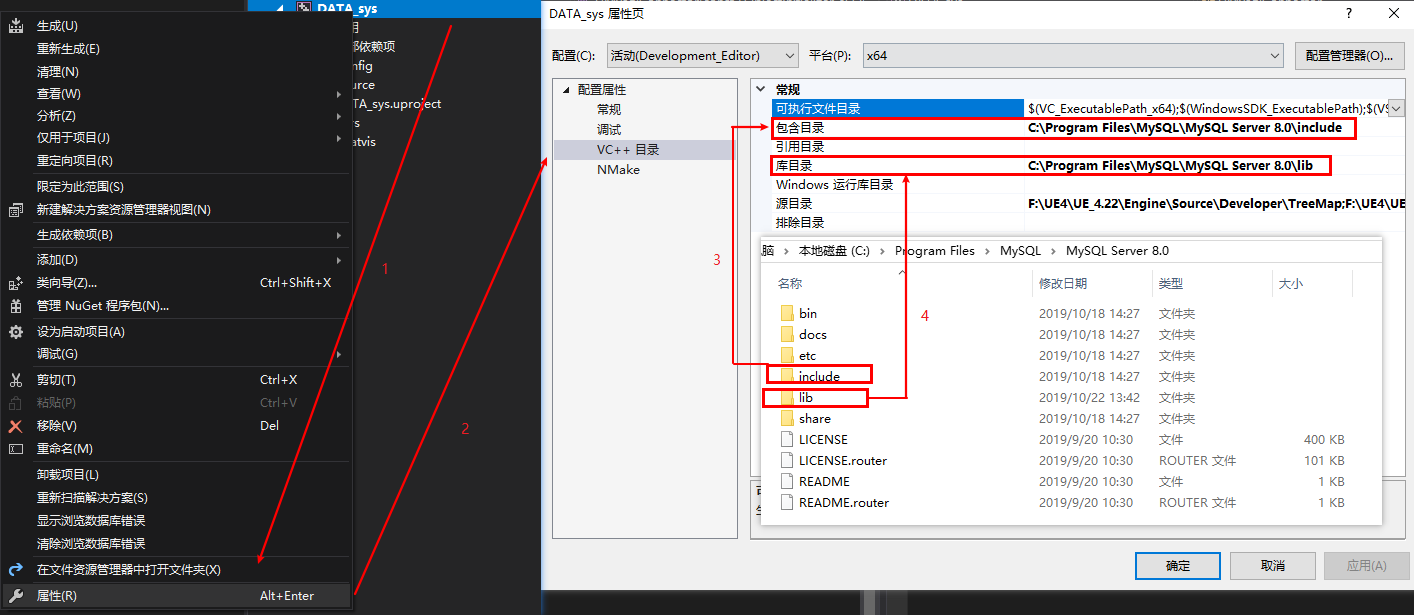 DATA_sys
生成(U)
重新生成(E)
清理(N)
查看(W)
分析(Z)
仅用于项目(J)
重定向项目(R)
限定为此范围(S)
新建解决方案资源管理器视图(N)
生成依赖项(B)
添加(D)
类向导(Z)... Ctrl+Shift+X
管理 NuGet 程序包(N)...
设为启动项目(A)
调试(G)
剪切(T) Ctrl+X
粘贴(P) Ctrl+V
移除(V) Del
重命名(M)
卸载项目(L)
重新扫描解决方案(S)
显示浏览数据库错误
清除浏览数据库错误
在文件资源管理器中打开文件夹(X)
属性(R) Alt+Enter
依赖项
nfig
urce
TA_sys.uproject
rs
atvis
1
2
DATA_sys 属性页
?
配置(C): 活动(Development_Editor) 平台(P): x64 配置管理器(O)...
配置属性
常规
调试
VC++ 目录
NMake
常规
可执行文件目录 $(VC_ExecutablePath_x64);$(WindowsSDK_ExecutablePath);$(VS
包含目录 C:\Program Files\MySQL\MySQL Server 8.0\include
引用目录
库目录 C:\Program Files\MySQL\MySQL Server 8.0\lib
Windows 运行库目录
源目录 F:\UE4\UE_4.22\Engine\Source\Developer\TreeMap;F:\UE4\UE
排除目录
3
4
脑 › 本地磁盘 (C:) › Program Files › MySQL › MySQL Server 8.0
名称 修改日期 类型 大小
bin 2019/10/18 14:27 文件夹
docs 2019/10/18 14:27 文件夹
etc 2019/10/18 14:27 文件夹
include 2019/10/18 14:27 文件夹
lib 2019/10/22 13:42 文件夹
share 2019/10/18 14:27 文件夹
LICENSE 2019/9/20 10:30 文件 400 KB
LICENSE.router 2019/9/20 10:30 ROUTER 文件 101 KB
README 2019/9/20 10:30 文件 1 KB
README.router 2019/9/20 10:30 ROUTER 文件 1 KB
确定 取消 应用(A)